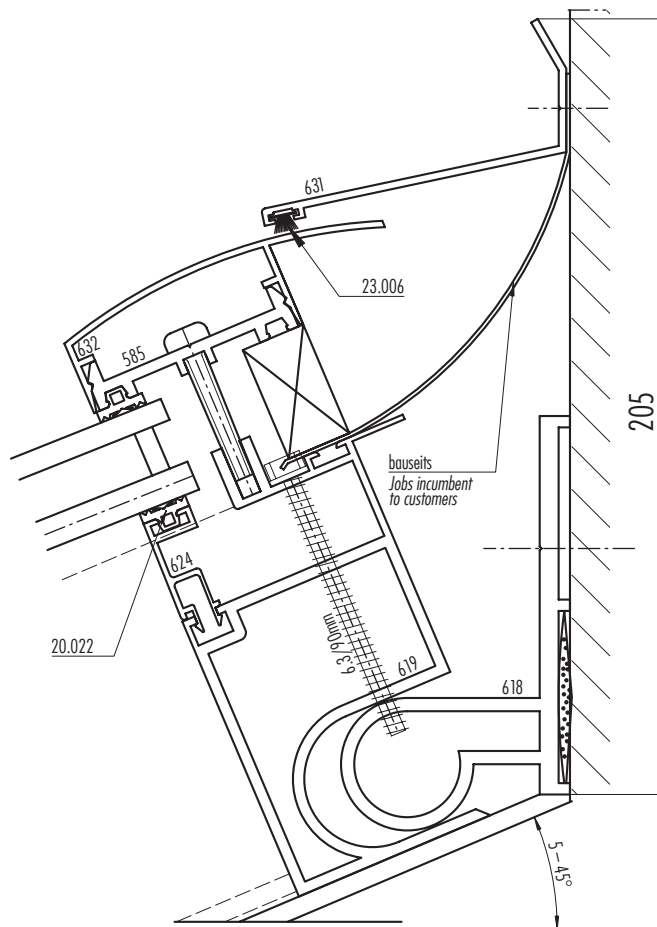 631
23.006
632
585
205
bauseits
Jobs incumbent
to customers
624
6.3/90mm
20.022
619
618
5–45°